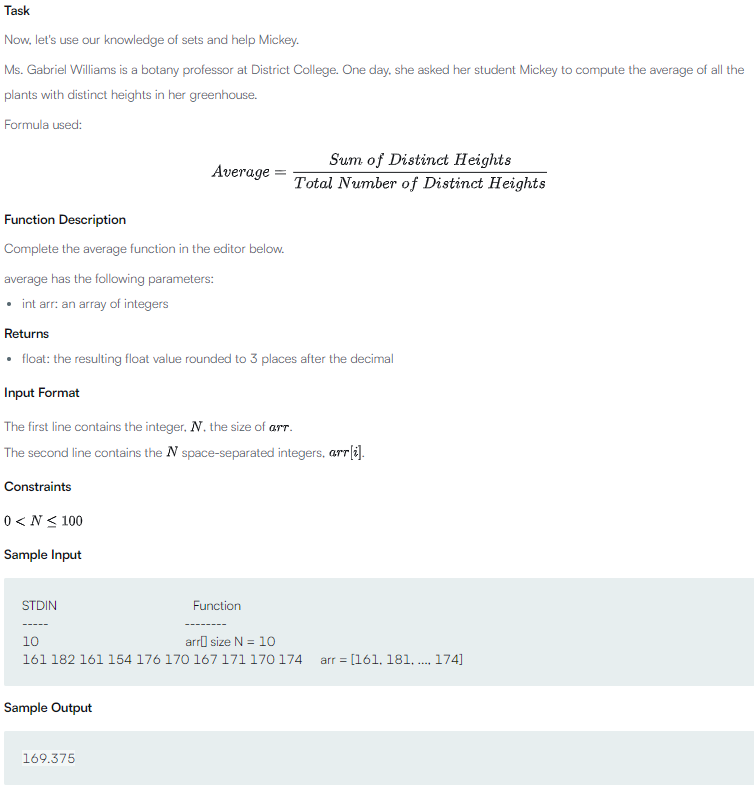 Task
Now, let's use our knowledge of sets and help Mickey.
Ms. Gabriel Williams is a botany professor at District College. One day, she asked her student Mickey to compute the average of all the
plants with distinct heights in her greenhouse.
Formula used:
Average = Sum of Distinct Heights / Total Number of Distinct Heights
Function Description
Complete the average function in the editor below.
average has the following parameters:
• int arr: an array of integers
Returns
• float: the resulting float value rounded to 3 places after the decimal
Input Format
The first line contains the integer, N, the size of arr.
The second line contains the N space-separated integers, arr[i].
Constraints
0 < N ≤ 100
Sample Input
STDIN Function
----- --------
10 arr[] size N = 10
161 182 161 154 176 170 167 171 170 174 arr = [161, 181, ..., 174]
Sample Output
169.375